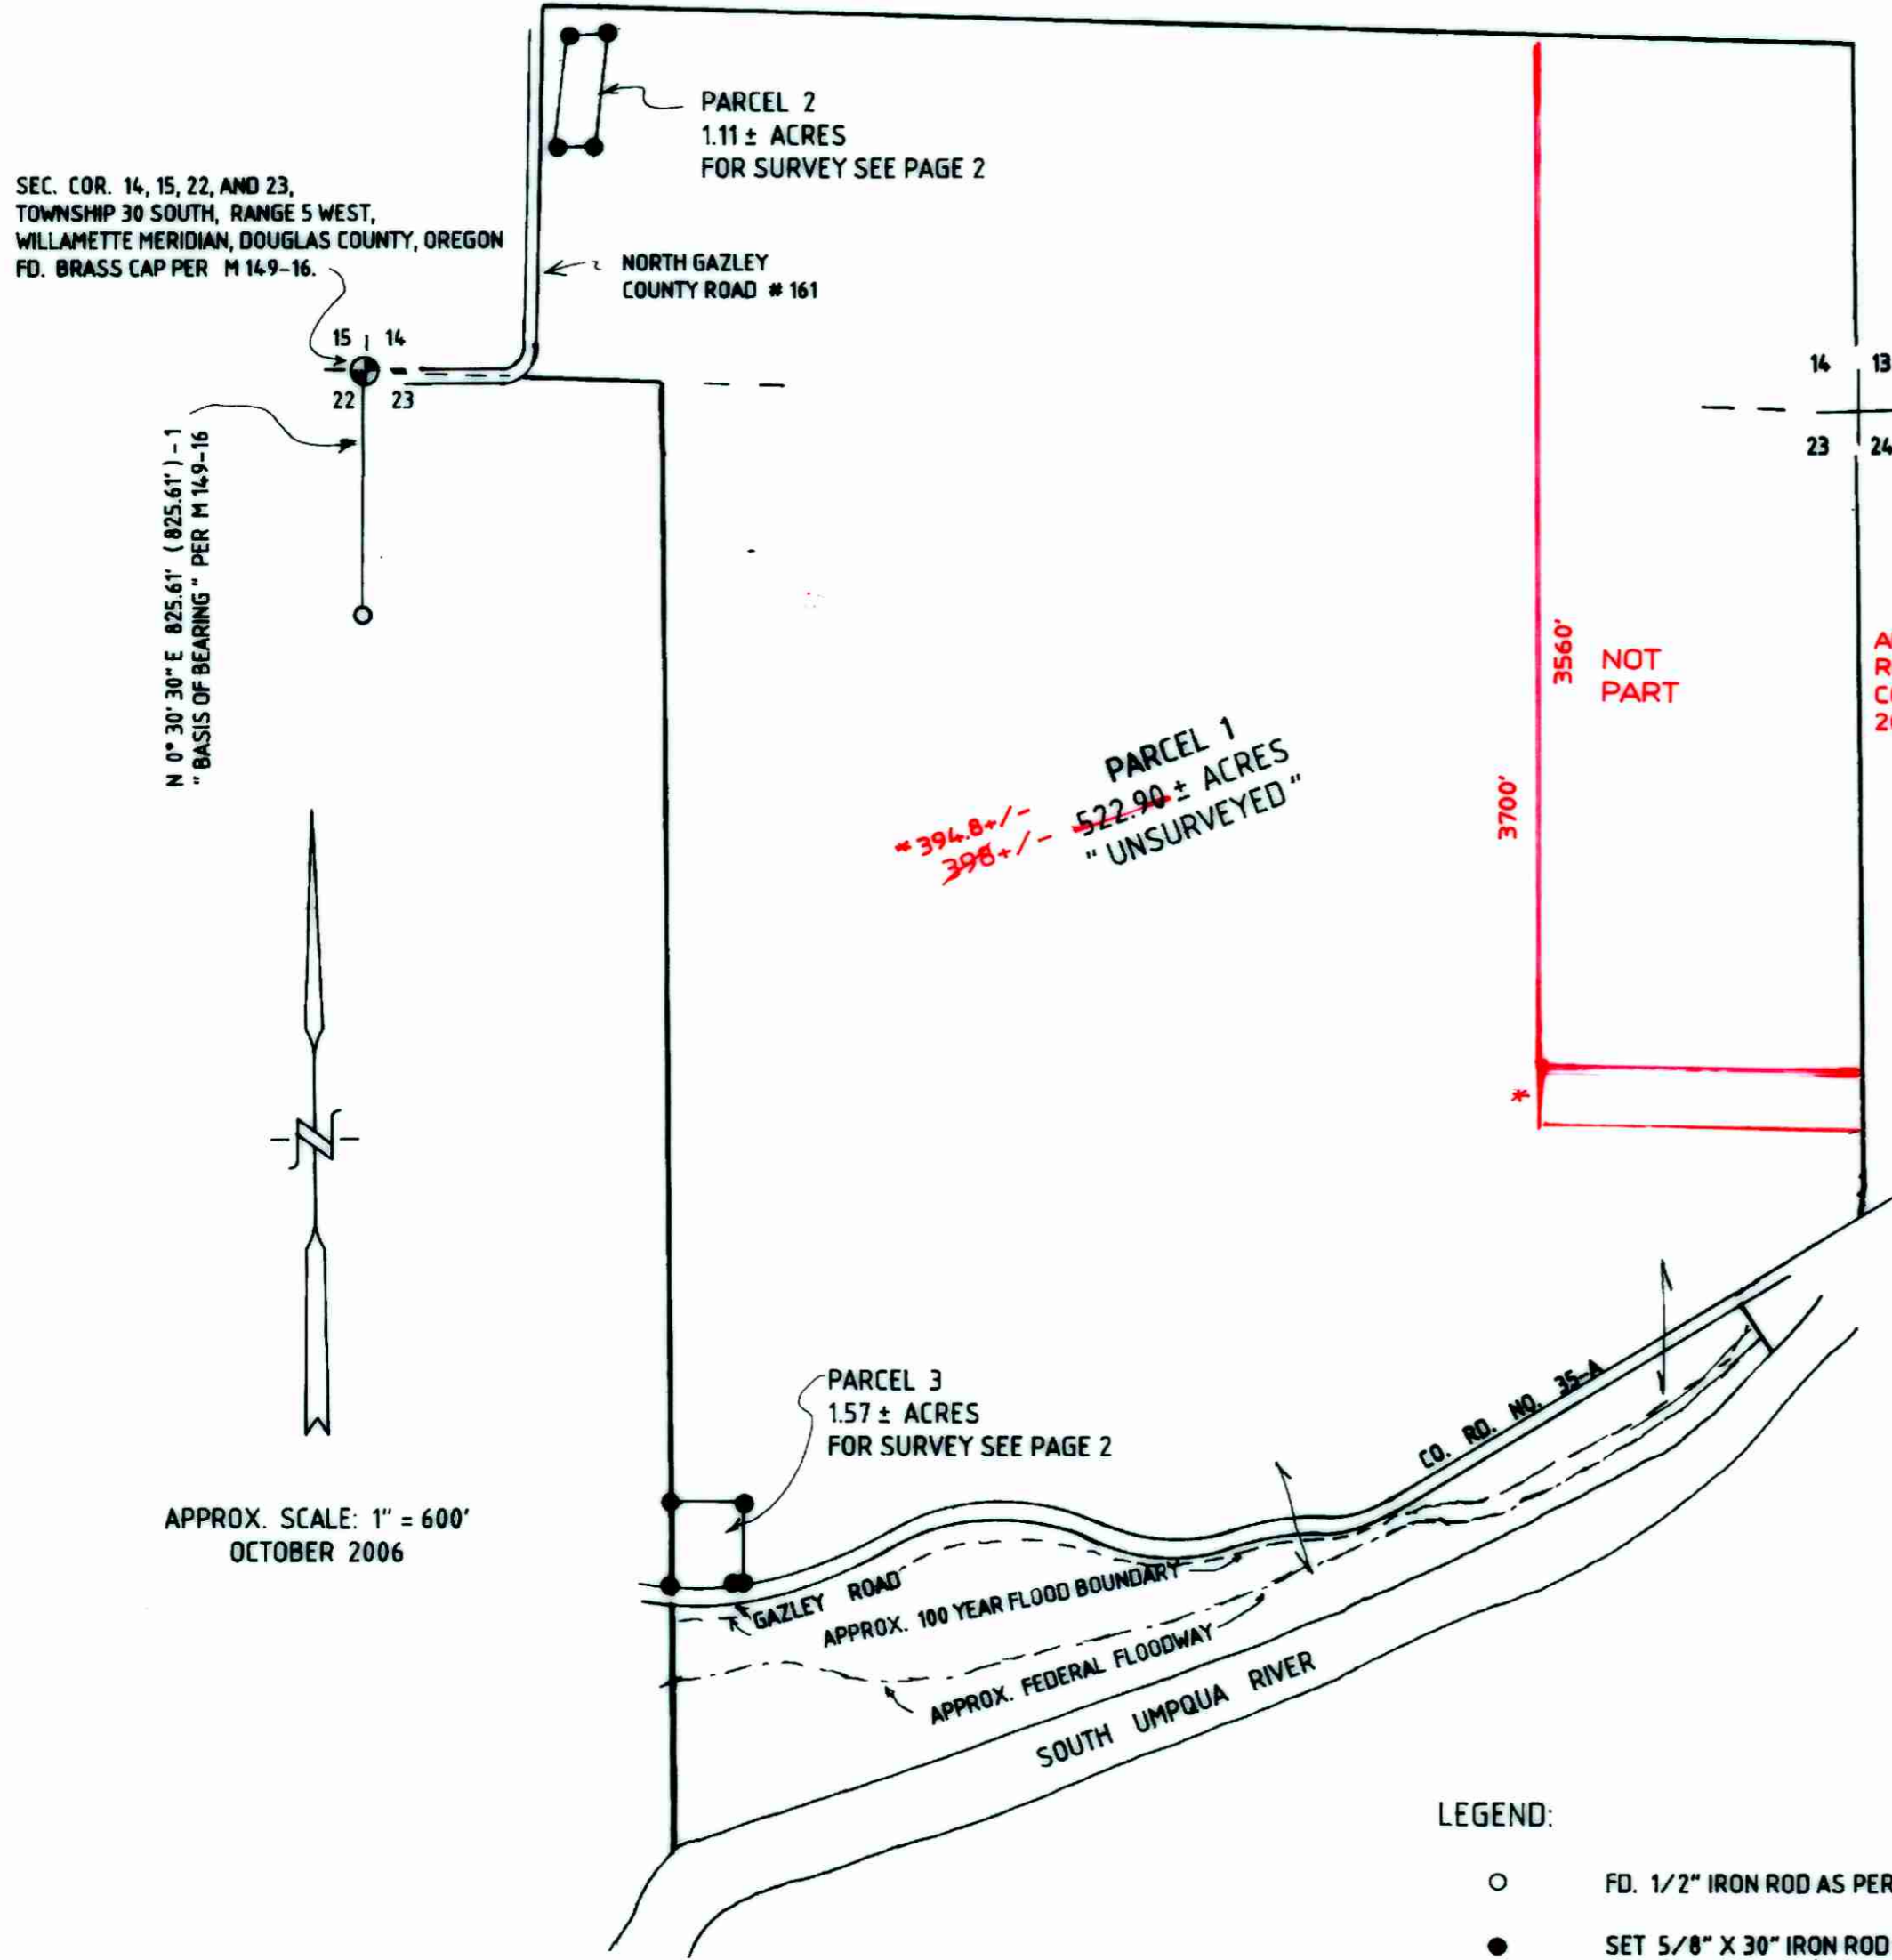 PARCEL 2
1.11 ± ACRES
FOR SURVEY SEE PAGE 2
SEC. COR. 14, 15, 22, AND 23,
TOWNSHIP 30 SOUTH, RANGE 5 WEST,
WILLAMETTE MERIDIAN, DOUGLAS COUNTY, OREGON
FD. BRASS CAP PER M 149-16.
NORTH GAZLEY
COUNTY ROAD # 161
15 14
22 23
14 13
23 24
N 0° 30' 30" E 825.61' ( 825.61' ) - 1
" BASIS OF BEARING " PER M 149-16
3560'
NOT
PART
3700'
PARCEL 1
522.90 ± ACRES
" UNSURVEYED "
* 394.8+/-
398+/-
*
N
APPROX. SCALE: 1" = 600'
OCTOBER 2006
PARCEL 3
1.57 ± ACRES
FOR SURVEY SEE PAGE 2
CO. RD. NO. 35-A
GAZLEY ROAD
APPROX. 100 YEAR FLOOD BOUNDARY
APPROX. FEDERAL FLOODWAY
SOUTH UMPQUA RIVER
LEGEND:
FD. 1/2" IRON ROD AS PER
SET 5/8" X 30" IRON ROD